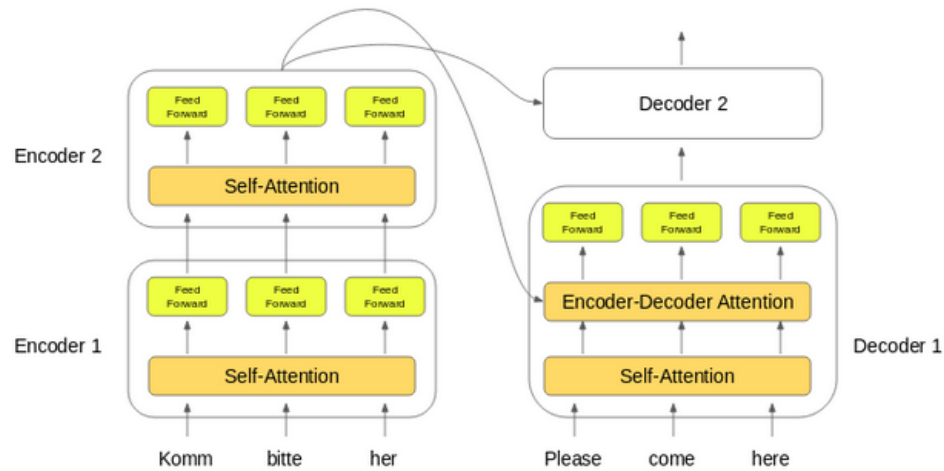 Encoder 2
Feed
Forward
Feed
Forward
Feed
Forward
Self-Attention
Encoder 1
Feed
Forward
Feed
Forward
Feed
Forward
Self-Attention
Komm bitte her
Decoder 2
Decoder 1
Feed
Forward
Feed
Forward
Feed
Forward
Encoder-Decoder Attention
Self-Attention
Please come here